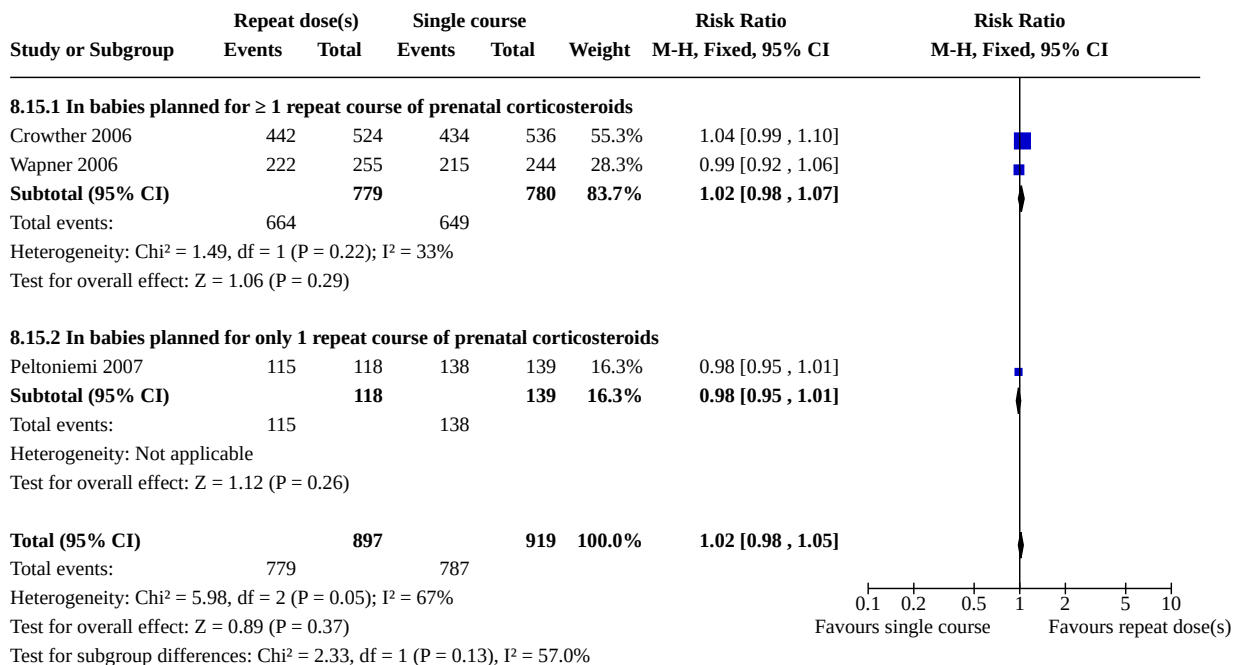 Repeat dose(s) Single course Risk Ratio Risk Ratio
Study or Subgroup Events Total Events Total Weight M-H, Fixed, 95% CI M-H, Fixed, 95% CI
8.15.1 In babies planned for ≥ 1 repeat course of prenatal corticosteroids
Crowther 2006 442 524 434 536 55.3% 1.04 [0.99 , 1.10]
Wapner 2006 222 255 215 244 28.3% 0.99 [0.92 , 1.06]
Subtotal (95% CI) 779 780 83.7% 1.02 [0.98 , 1.07]
Total events: 664 649
Heterogeneity: Chi² = 1.49, df = 1 (P = 0.22); I² = 33%
Test for overall effect: Z = 1.06 (P = 0.29)
8.15.2 In babies planned for only 1 repeat course of prenatal corticosteroids
Peltoniemi 2007 115 118 138 139 16.3% 0.98 [0.95 , 1.01]
Subtotal (95% CI) 118 139 16.3% 0.98 [0.95 , 1.01]
Total events: 115 138
Heterogeneity: Not applicable
Test for overall effect: Z = 1.12 (P = 0.26)
Total (95% CI) 897 919 100.0% 1.02 [0.98 , 1.05]
Total events: 779 787
Heterogeneity: Chi² = 5.98, df = 2 (P = 0.05); I² = 67%
0.1 0.2 0.5 1 2 5 10
Test for overall effect: Z = 0.89 (P = 0.37) Favours single course Favours repeat dose(s)
Test for subgroup differences: Chi² = 2.33, df = 1 (P = 0.13), I² = 57.0%